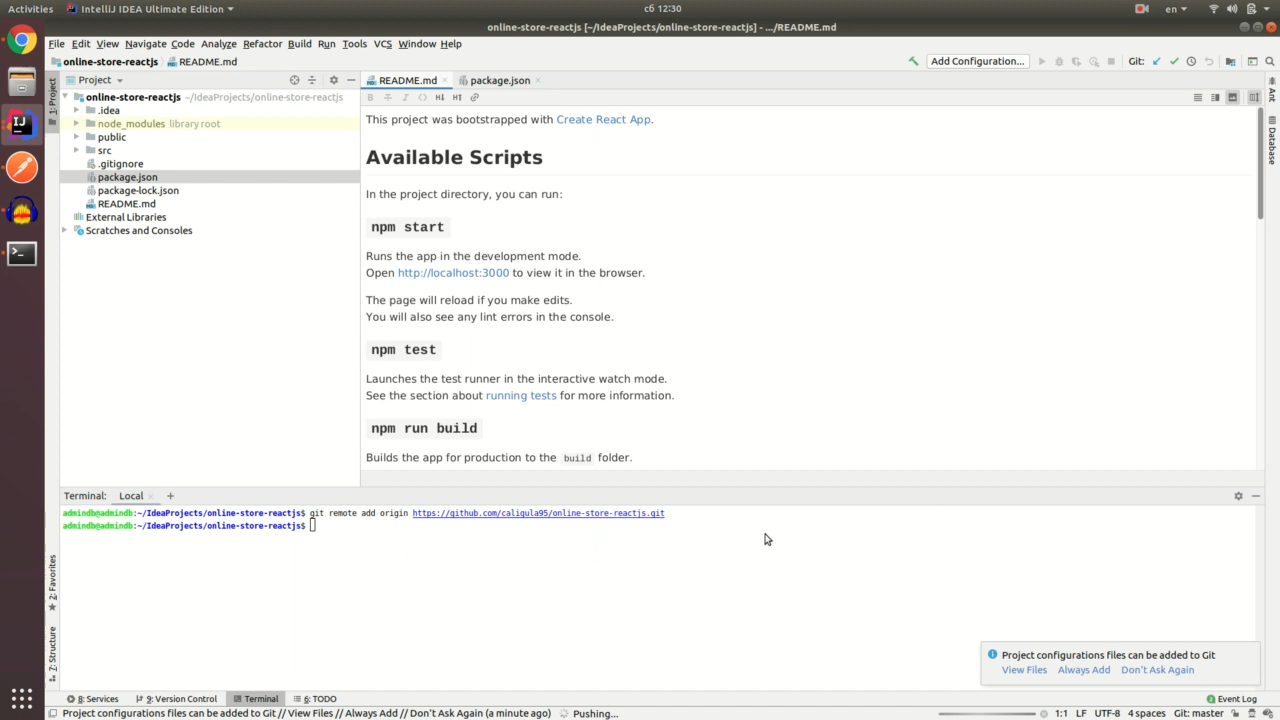 Activities IntelliJ IDEA Ultimate Edition сб 12:30 en
online-store-reactjs [~/IdeaProjects/online-store-reactjs] - .../README.md
File Edit View Navigate Code Analyze Refactor Build Run Tools VCS Window Help
online-store-reactjs README.md Add Configuration... Git:
Project README.md package.json
online-store-reactjs ~/IdeaProjects/online-store-reactjs
.idea
node_modules library root
public
src
.gitignore
package.json
package-lock.json
README.md
External Libraries
Scratches and Consoles
1: Project
2: Favorites
7: Structure
Ant
Database
This project was bootstrapped with Create React App.
Available Scripts
In the project directory, you can run:
npm start
Runs the app in the development mode.
Open http://localhost:3000 to view it in the browser.
The page will reload if you make edits.
You will also see any lint errors in the console.
npm test
Launches the test runner in the interactive watch mode.
See the section about running tests for more information.
npm run build
Builds the app for production to the build folder.
Terminal: Local +
admindb@admindb:~/IdeaProjects/online-store-reactjs$ git remote add origin https://github.com/caligula95/online-store-reactjs.git
admindb@admindb:~/IdeaProjects/online-store-reactjs$
Project configurations files can be added to Git
View Files Always Add Don't Ask Again
8: Services 9: Version Control Terminal 6: TODO Event Log
Project configurations files can be added to Git // View Files // Always Add // Don't Ask Again (a minute ago) Pushing... 1:1 LF UTF-8 4 spaces Git: master